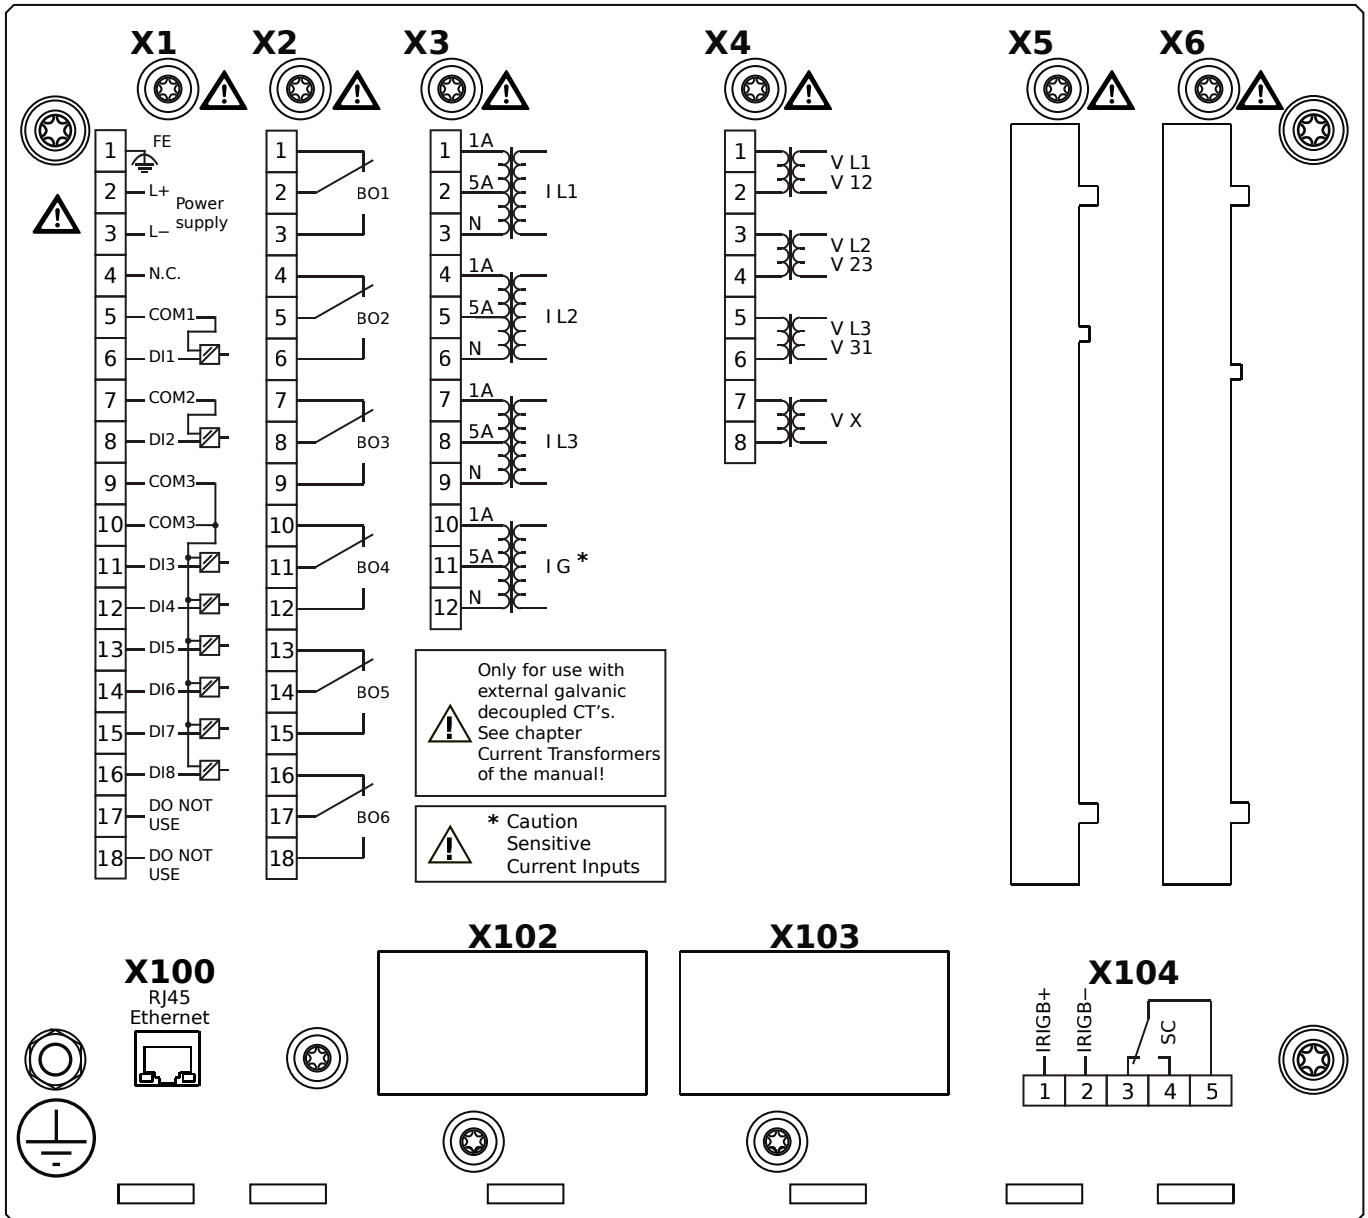 X1
X2
X3
X4
X5
X6
1 FE
2 L+
Power
supply
3 L−
4 N.C.
5 COM1
6 DI1
7 COM2
8 DI2
9 COM3
10 COM3
11 DI3
12 DI4
13 DI5
14 DI6
15 DI7
16 DI8
17 DO NOT
USE
18 DO NOT
USE
1
2 BO1
3
4
5 BO2
6
7
8 BO3
9
10
11 BO4
12
13
14 BO5
15
16
17 BO6
18
1 1A
2 5A I L1
3 N
4 1A
5 5A I L2
6 N
7 1A
8 5A I L3
9 N
10 1A
11 5A I G *
12 N
Only for use with
external galvanic
decoupled CT's.
See chapter
Current Transformers
of the manual!
* Caution
Sensitive
Current Inputs
1 V L1
2 V 12
3 V L2
4 V 23
5 V L3
6 V 31
7 V X
8
X100
RJ45
Ethernet
X102
X103
X104
IRIGB+
IRIGB−
SC
1 2 3 4 5